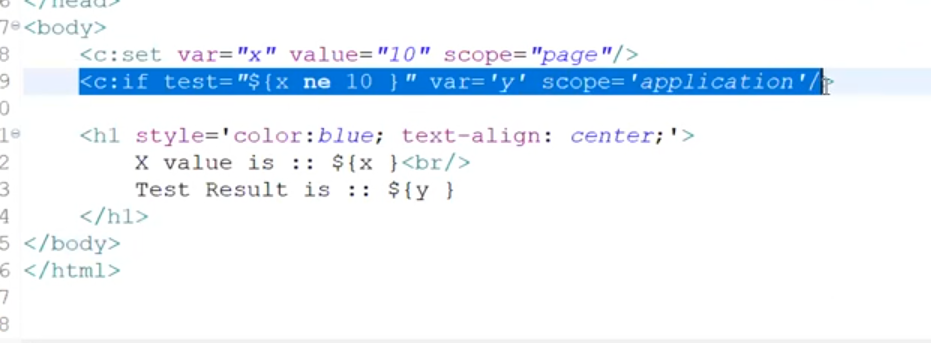 6 </head>
7 <body>
8 <c:set var="x" value="10" scope="page"/>
9 <c:if test="${x ne 10 }" var='y' scope='application'/>
0
1 <h1 style='color:blue; text-align: center;'>
2 X value is :: ${x }<br/>
3 Test Result is :: ${y }
4 </h1>
5 </body>
6 </html>
7
8